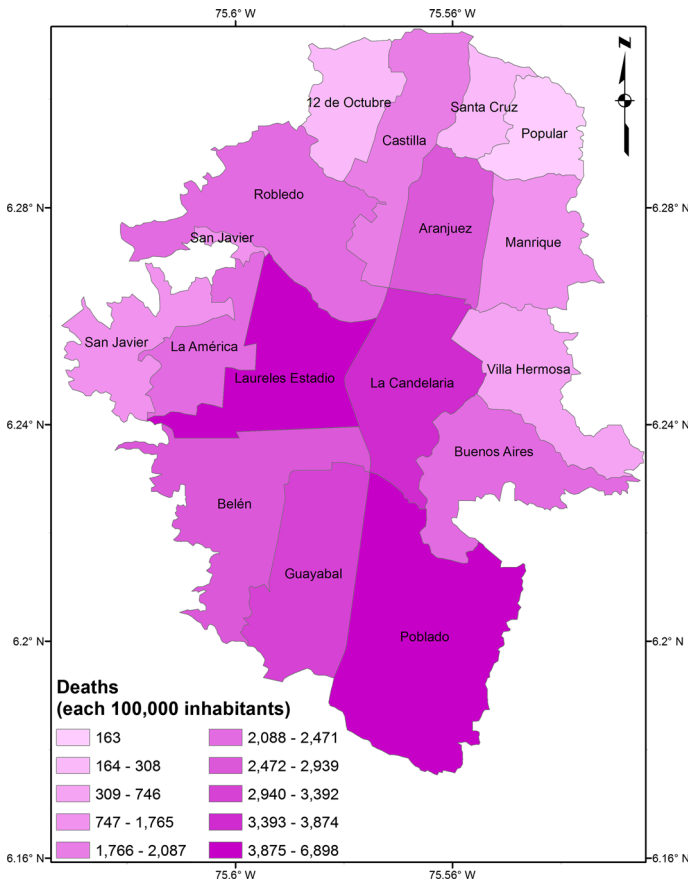 75.6° W 75.56° W
N
12 de Octubre
Santa Cruz
Popular
Castilla
Robledo
6.28° N 6.28° N
Aranjuez
San Javier
Manrique
San Javier
La América
Villa Hermosa
Laureles Estadio
La Candelaria
6.24° N 6.24° N
Buenos Aires
Belén
Guayabal
Poblado
6.2° N 6.2° N
Deaths
(each 100,000 inhabitants)
163 2,088 - 2,471
164 - 308 2,472 - 2,939
309 - 746 2,940 - 3,392
747 - 1,765 3,393 - 3,874
1,766 - 2,087 3,875 - 6,898
6.16° N 6.16° N
75.6° W 75.56° W